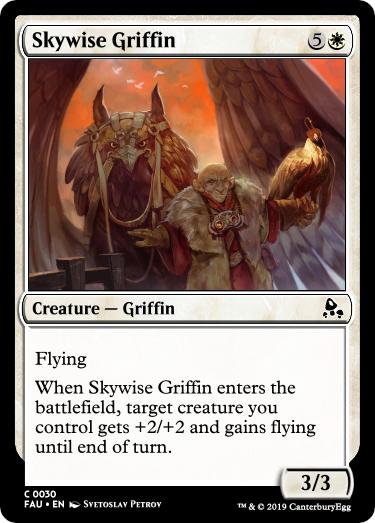 Skywise Griffin 5
Creature — Griffin
Flying
When Skywise Griffin enters the
battlefield, target creature you
control gets +2/+2 and gains flying
until end of turn.
3/3
C 0030
FAU • EN Svetoslav Petrov
™ & © 2019 CanterburyEgg